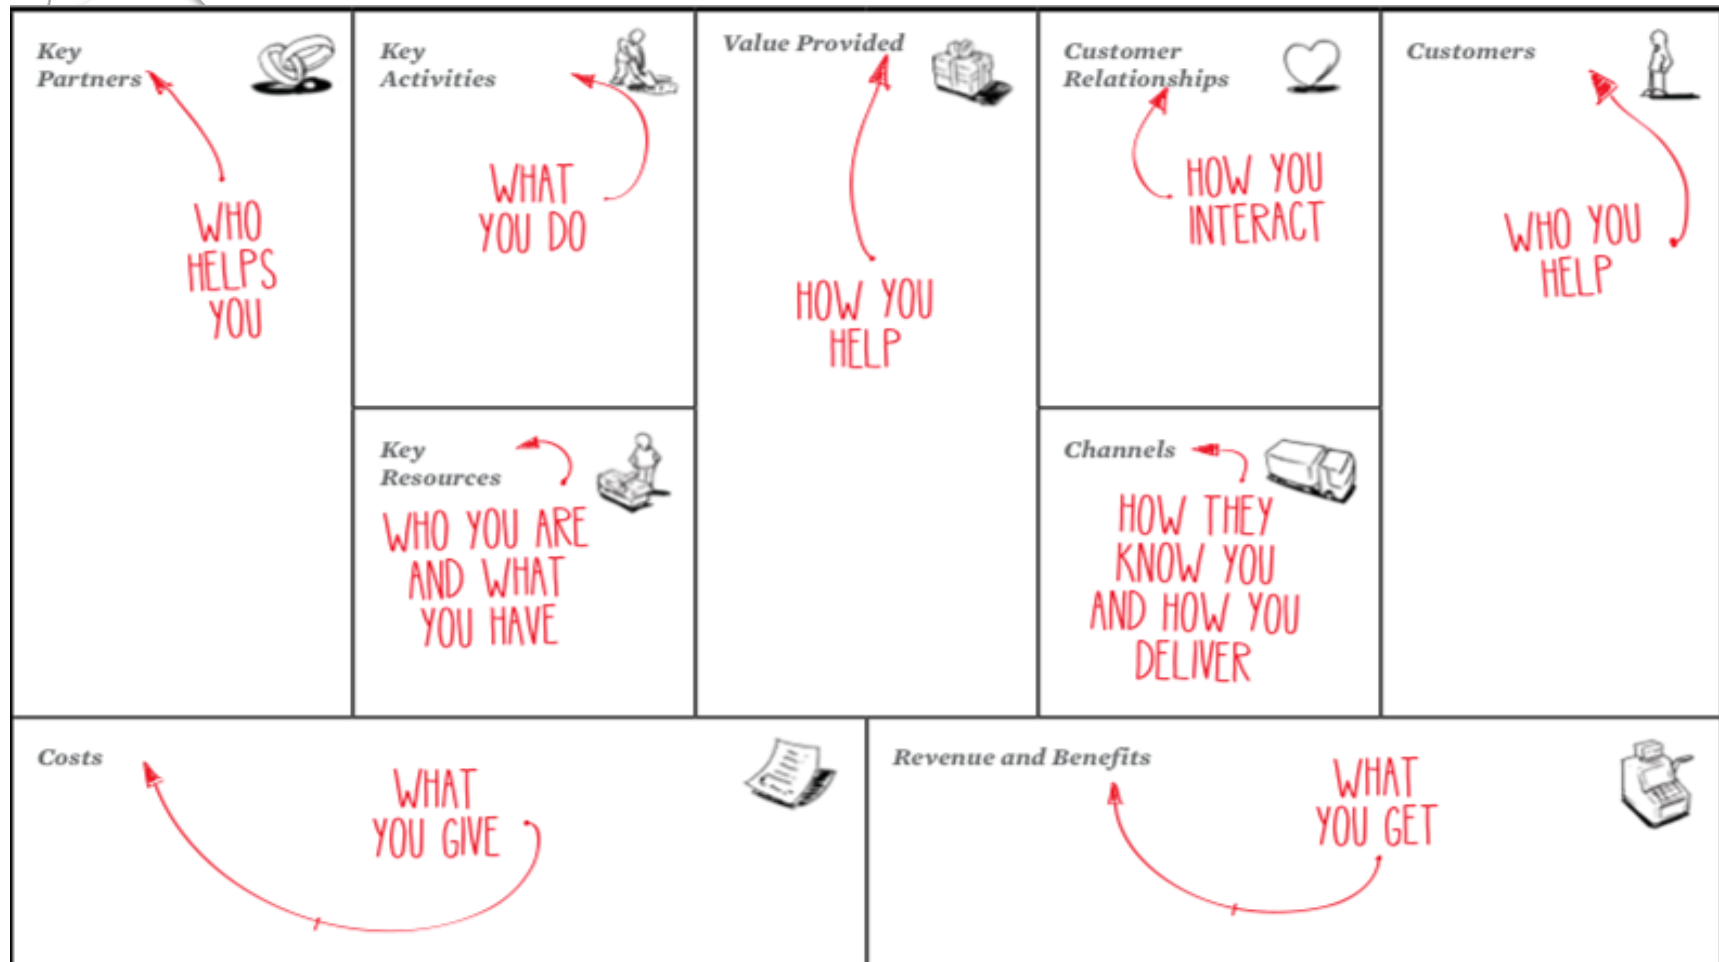 Key
Partners
WHO
HELPS
YOU
Key
Activities
WHAT
YOU DO
Key
Resources
WHO YOU ARE
AND WHAT
YOU HAVE
Value Provided
HOW YOU
HELP
Customer
Relationships
HOW YOU
INTERACT
Channels
HOW THEY
KNOW YOU
AND HOW YOU
DELIVER
Customers
WHO YOU
HELP
Costs
WHAT
YOU GIVE
Revenue and Benefits
WHAT
YOU GET